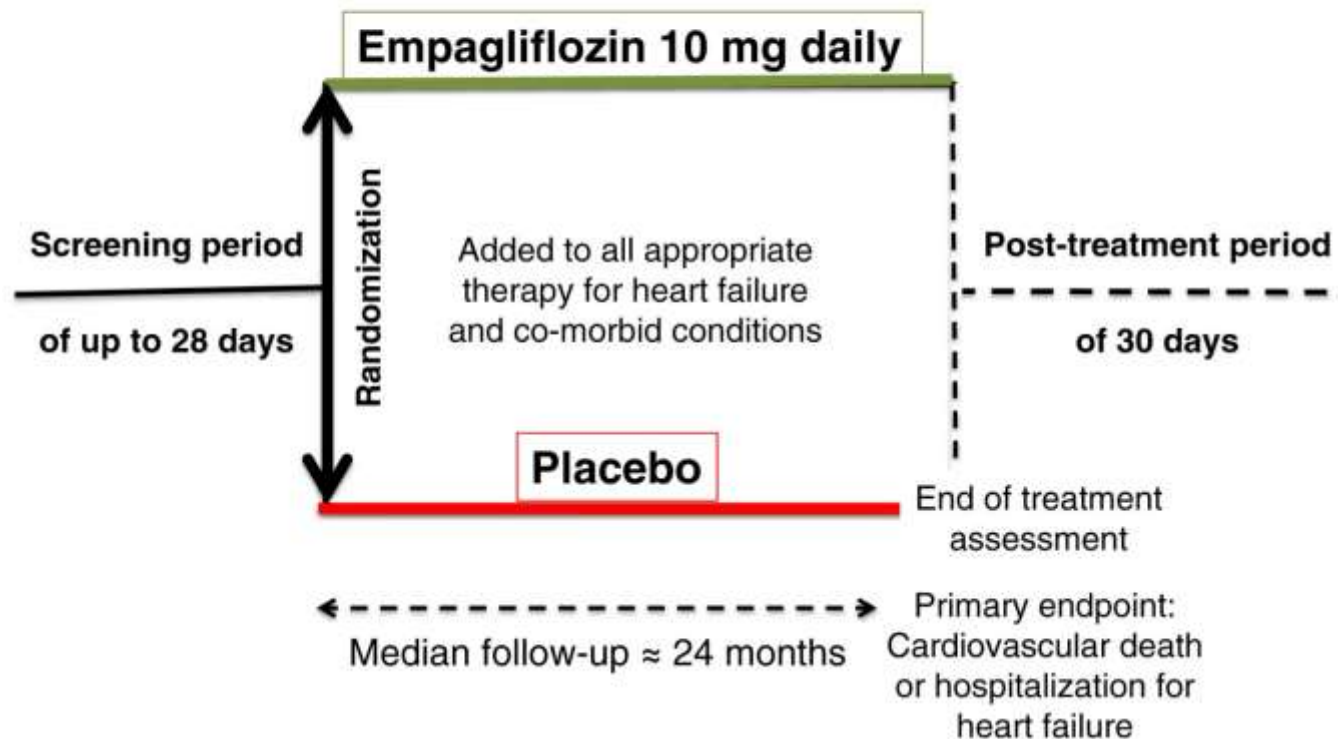 Empagliflozin 10 mg daily
Screening period
of up to 28 days
Randomization
Added to all appropriate
therapy for heart failure
and co-morbid conditions
Post-treatment period
of 30 days
Placebo
End of treatment
assessment
Median follow-up ≈ 24 months
Primary endpoint:
Cardiovascular death
or hospitalization for
heart failure